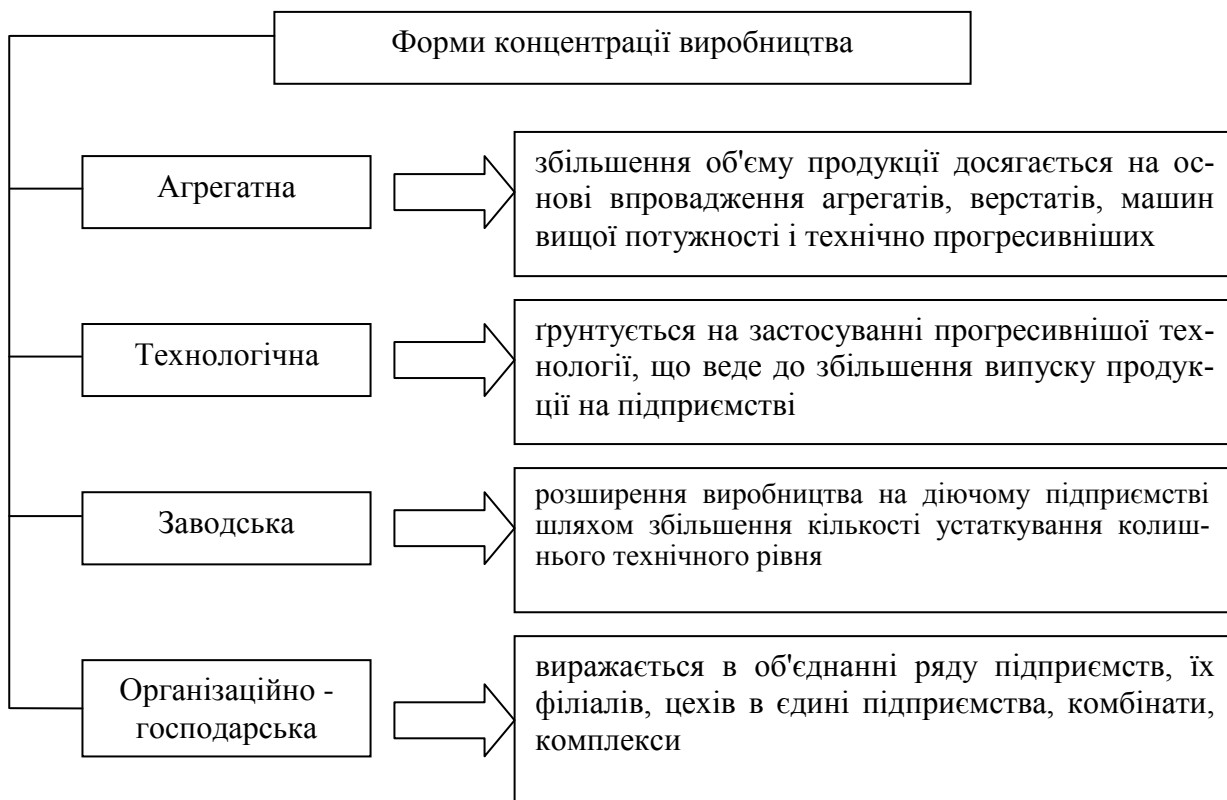 Форми концентрації виробництва
Агрегатна
збільшення об'єму продукції досягається на ос-
нові впровадження агрегатів, верстатів, машин
вищої потужності і технічно прогресивніших
Технологічна
ґрунтується на застосуванні прогресивнішої тех-
нології, що веде до збільшення випуску продук-
ції на підприємстві
Заводська
розширення виробництва на діючому підприємстві
шляхом збільшення кількості устаткування колиш-
нього технічного рівня
Організаційно -
господарська
виражається в об'єднанні ряду підприємств, їх
філіалів, цехів в єдині підприємства, комбінати,
комплекси